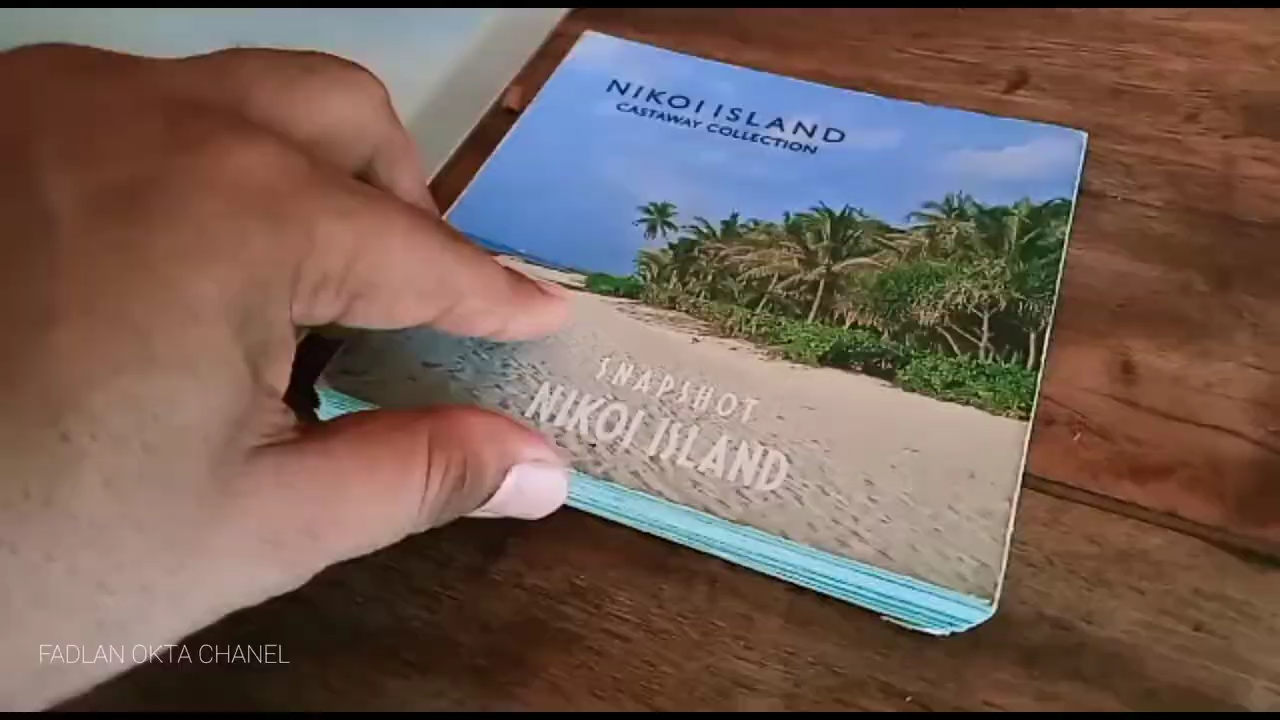 NIKOI ISLAND
CASTAWAY COLLECTION
SNAPSHOT
NIKOI ISLAND
FADLAN OKTA CHANEL